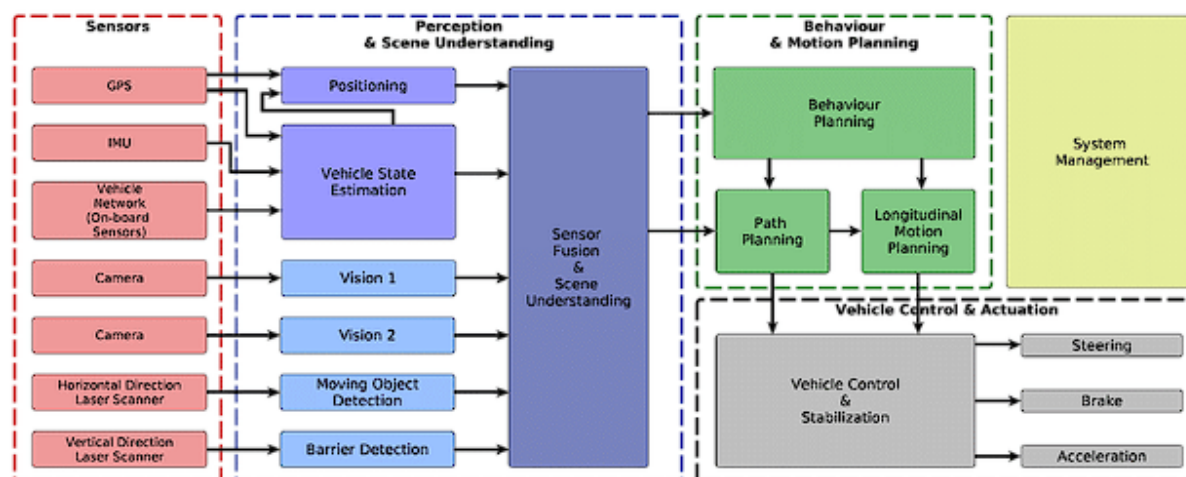 Sensors
GPS
IMU
Vehicle
Network
(On-board
Sensors)
Camera
Camera
Horizontal Direction
Laser Scanner
Vertical Direction
Laser Scanner
Perception
& Scene Understanding
Positioning
Vehicle State
Estimation
Vision 1
Vision 2
Moving Object
Detection
Barrier Detection
Sensor
Fusion
&
Scene
Understanding
Behaviour
& Motion Planning
Behaviour
Planning
Path
Planning
Longitudinal
Motion
Planning
System
Management
Vehicle Control & Actuation
Vehicle Control
&
Stabilization
Steering
Brake
Acceleration